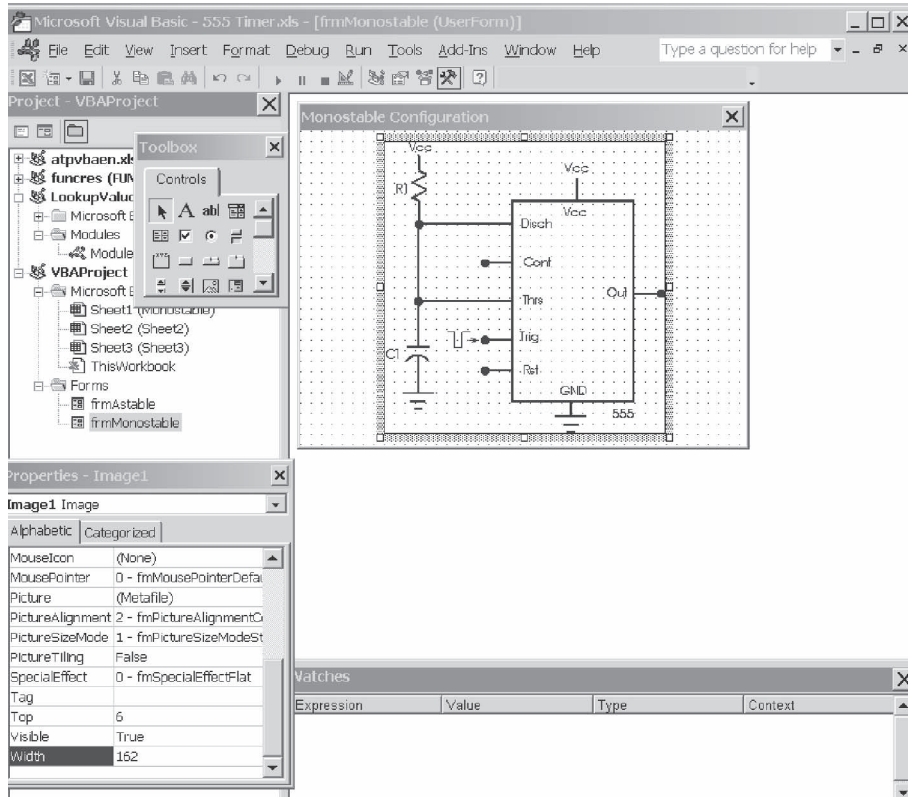 Microsoft Visual Basic - 555 Timer.xls - [frmMonostable (UserForm)]
File Edit View Insert Format Debug Run Tools Add-Ins Window Help Type a question for help
Project - VBAProject
atpvbaen.xls
funcres (FUN
LookupValue
Microsoft E
Modules
Module
VBAProject
Microsoft E
Sheet1 (Monostable)
Sheet2 (Sheet2)
Sheet3 (Sheet3)
ThisWorkbook
Forms
frmAstable
frmMonostable
Toolbox
Controls
A abl
xyz
Monostable Configuration
Vcc
R1
Vcc
Vcc
Disch
Cont
Thrs
Out
Trig
C1
Rst
GND
555
Properties - Image1
Image1 Image
Alphabetic Categorized
MouseIcon (None)
MousePointer 0 - fmMousePointerDefau
Picture (Metafile)
PictureAlignment 2 - fmPictureAlignmentC
PictureSizeMode 1 - fmPictureSizeModeSt
PictureTiling False
SpecialEffect 0 - fmSpecialEffectFlat
Tag
Top 6
Visible True
Width 162
Watches
Expression Value Type Context